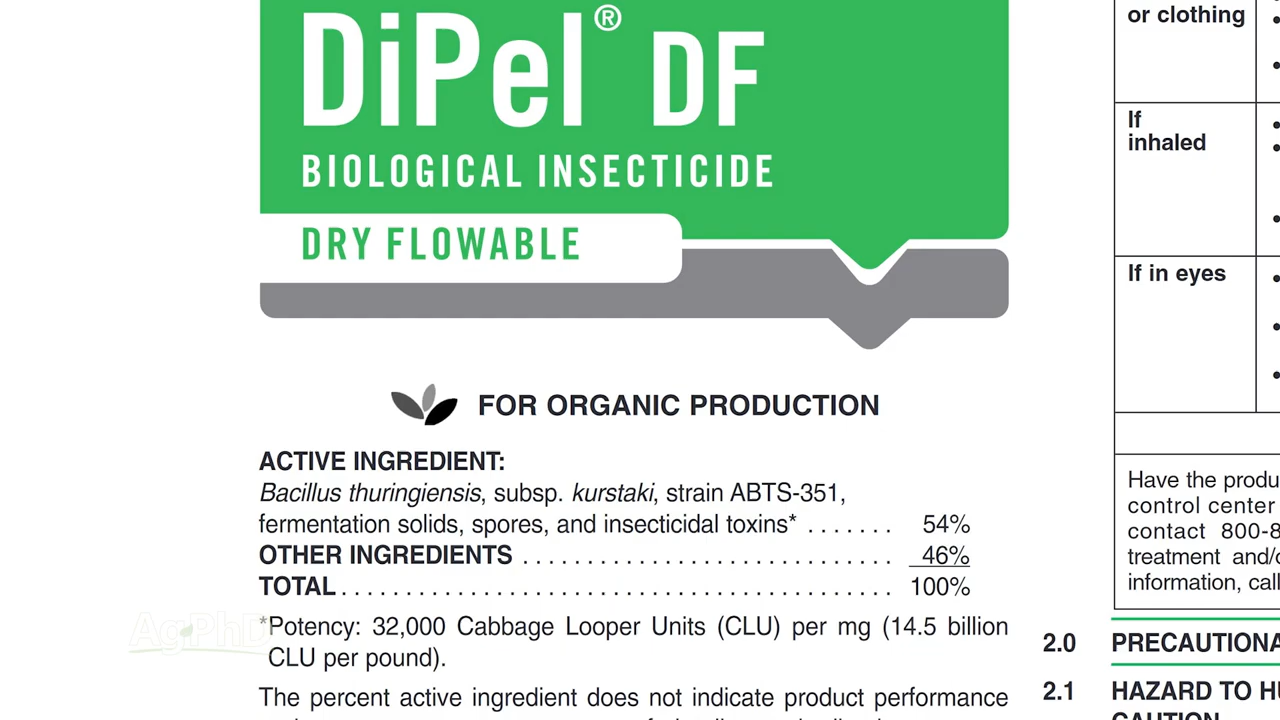 DiPel® DF
BIOLOGICAL INSECTICIDE
DRY FLOWABLE
FOR ORGANIC PRODUCTION
ACTIVE INGREDIENT:
Bacillus thuringiensis, subsp. kurstaki, strain ABTS-351,
fermentation solids, spores, and insecticidal toxins* . . . . . . . 54%
OTHER INGREDIENTS . . . . . . . . . . . . . . . . . . . . . . . . . . . . . 46%
TOTAL . . . . . . . . . . . . . . . . . . . . . . . . . . . . . . . . . . . . . . . . . . . 100%
*Potency: 32,000 Cabbage Looper Units (CLU) per mg (14.5 billion
CLU per pound).
The percent active ingredient does not indicate product performance
AgPhD
or clothing
If
inhaled
If in eyes
Have the produ
control center
contact 800-8
treatment and/o
information, call
2.0 PRECAUTIONA
2.1 HAZARD TO HU
CAUTION